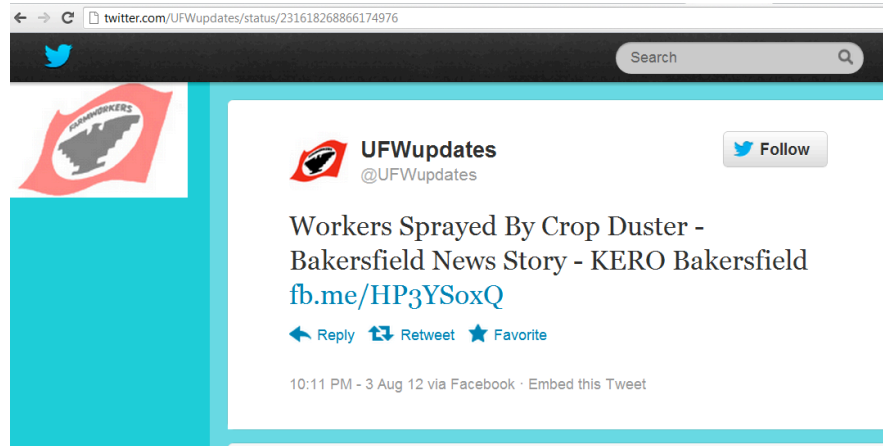 twitter.com/UFWupdates/status/231618268866174976
Search
FARMWORKERS
UFWupdates
Follow
@UFWupdates
Workers Sprayed By Crop Duster -
Bakersfield News Story - KERO Bakersfield
fb.me/HP3YSoxQ
Reply Retweet Favorite
10:11 PM - 3 Aug 12 via Facebook · Embed this Tweet